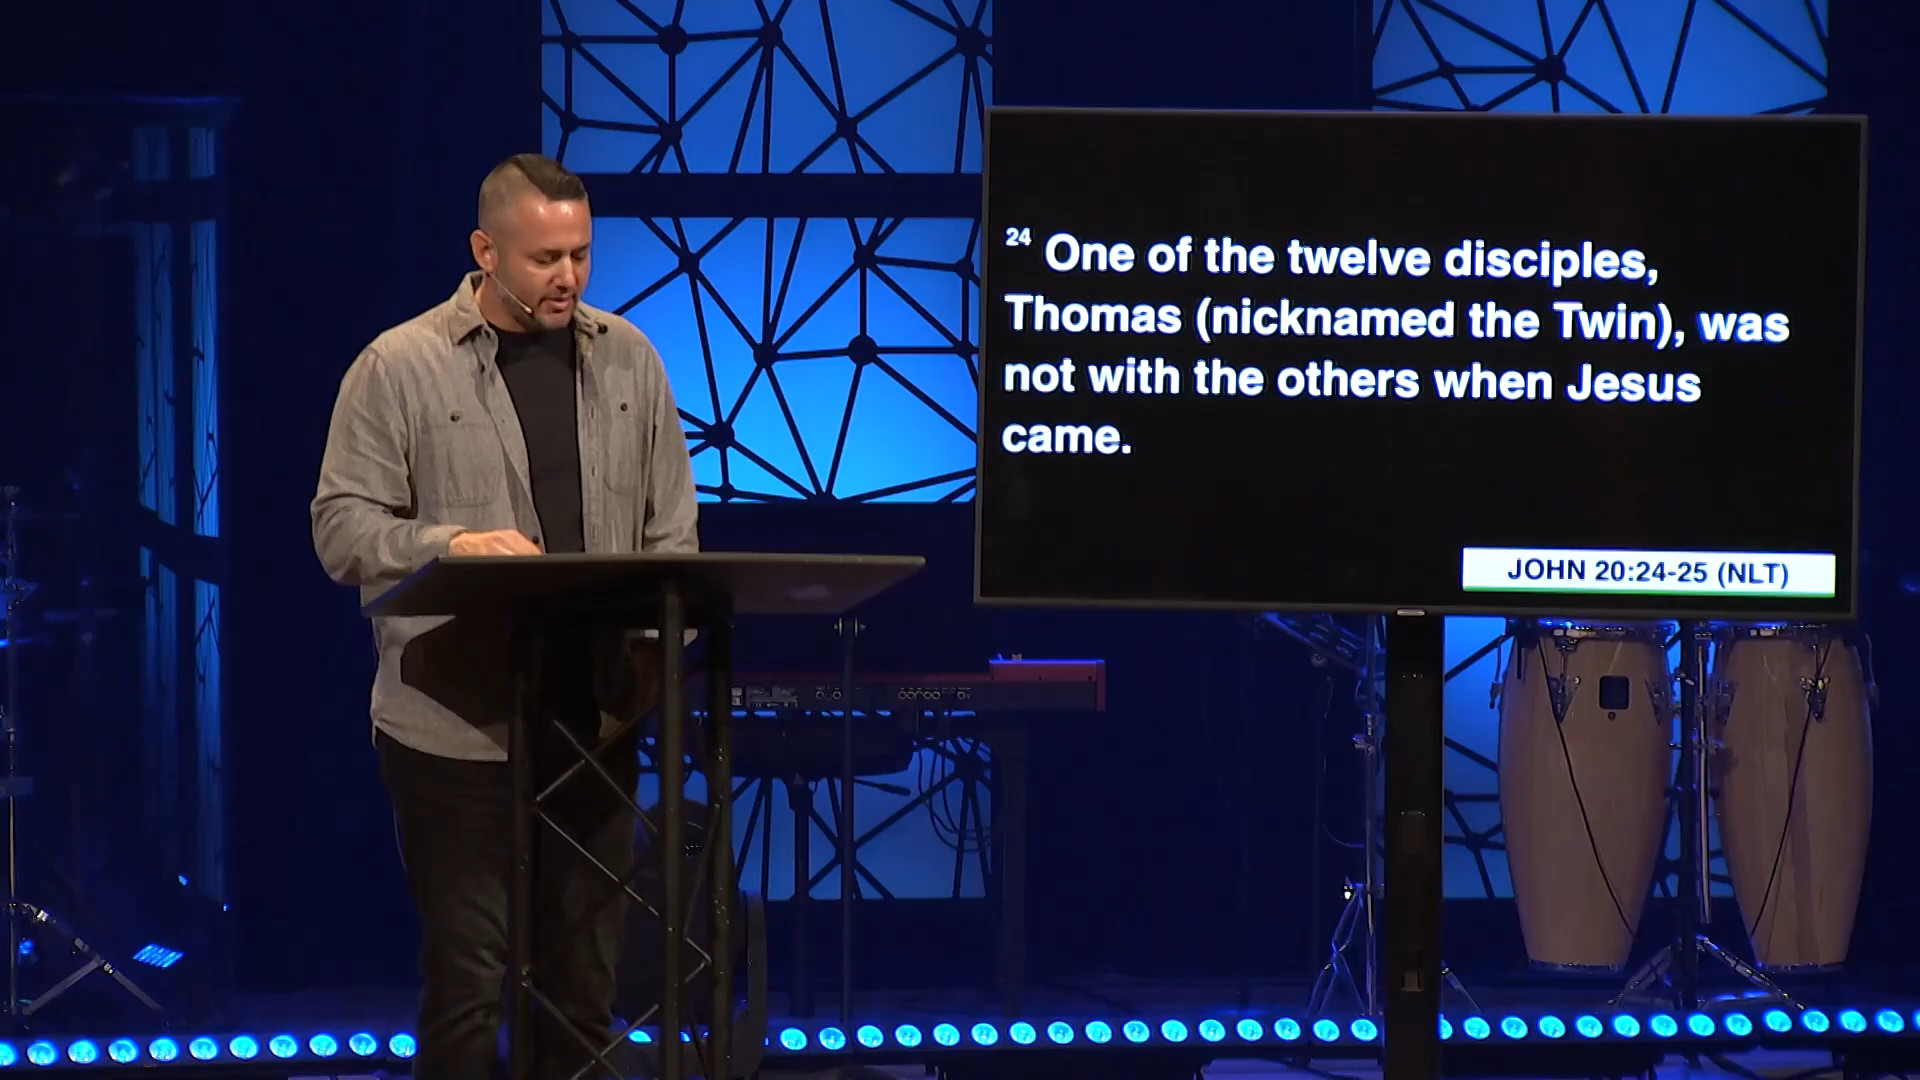 24 One of the twelve disciples,
Thomas (nicknamed the Twin), was
not with the others when Jesus
came.
JOHN 20:24-25 (NLT)